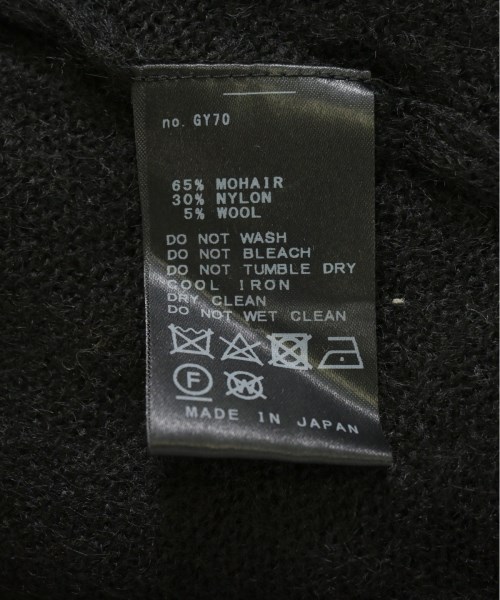 no. GY70
65% MOHAIR
30% NYLON
5% WOOL
DO NOT WASH
DO NOT BLEACH
DO NOT TUMBLE DRY
COOL IRON
DRY CLEAN
DO NOT WET CLEAN
F W
MADE IN JAPAN